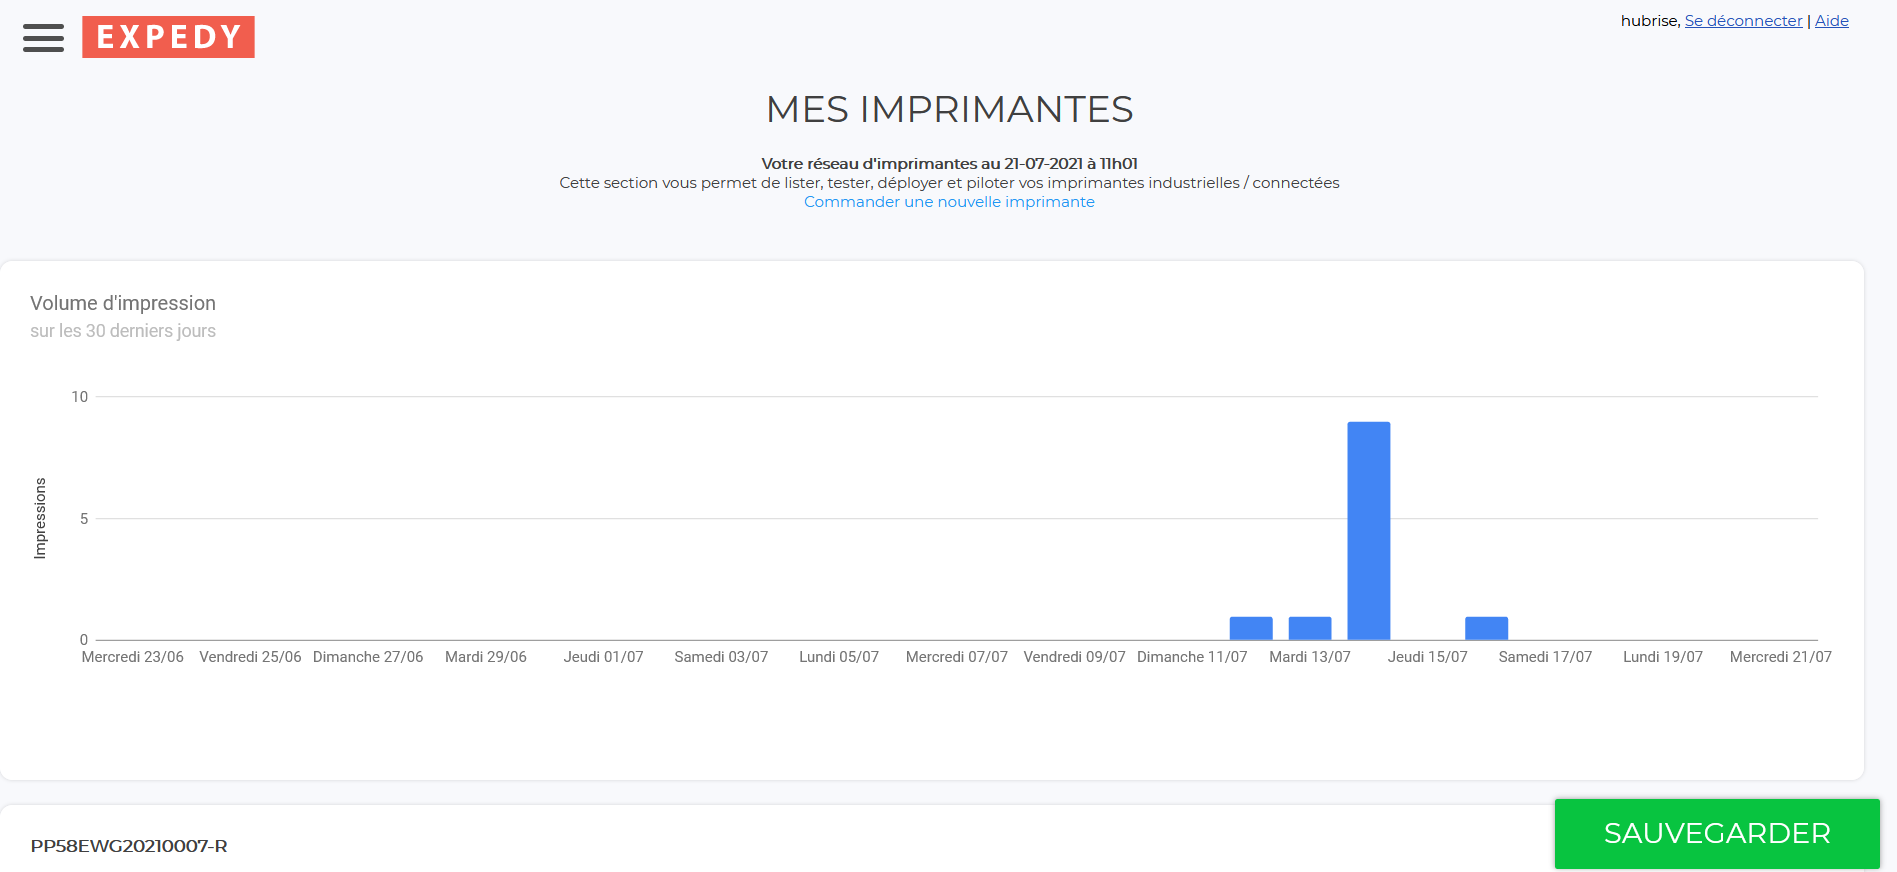 EXPEDY
hubrise, Se déconnecter | Aide
MES IMPRIMANTES
Votre réseau d'imprimantes au 21-07-2021 à 11h01
Cette section vous permet de lister, tester, déployer et piloter vos imprimantes industrielles / connectées
Commander une nouvelle imprimante
Volume d'impression
sur les 30 derniers jours
10
5
0
Impressions
Mercredi 23/06 Vendredi 25/06 Dimanche 27/06 Mardi 29/06 Jeudi 01/07 Samedi 03/07 Lundi 05/07 Mercredi 07/07 Vendredi 09/07 Dimanche 11/07 Mardi 13/07 Jeudi 15/07 Samedi 17/07 Lundi 19/07 Mercredi 21/07
PP58EWG20210007-R
SAUVEGARDER